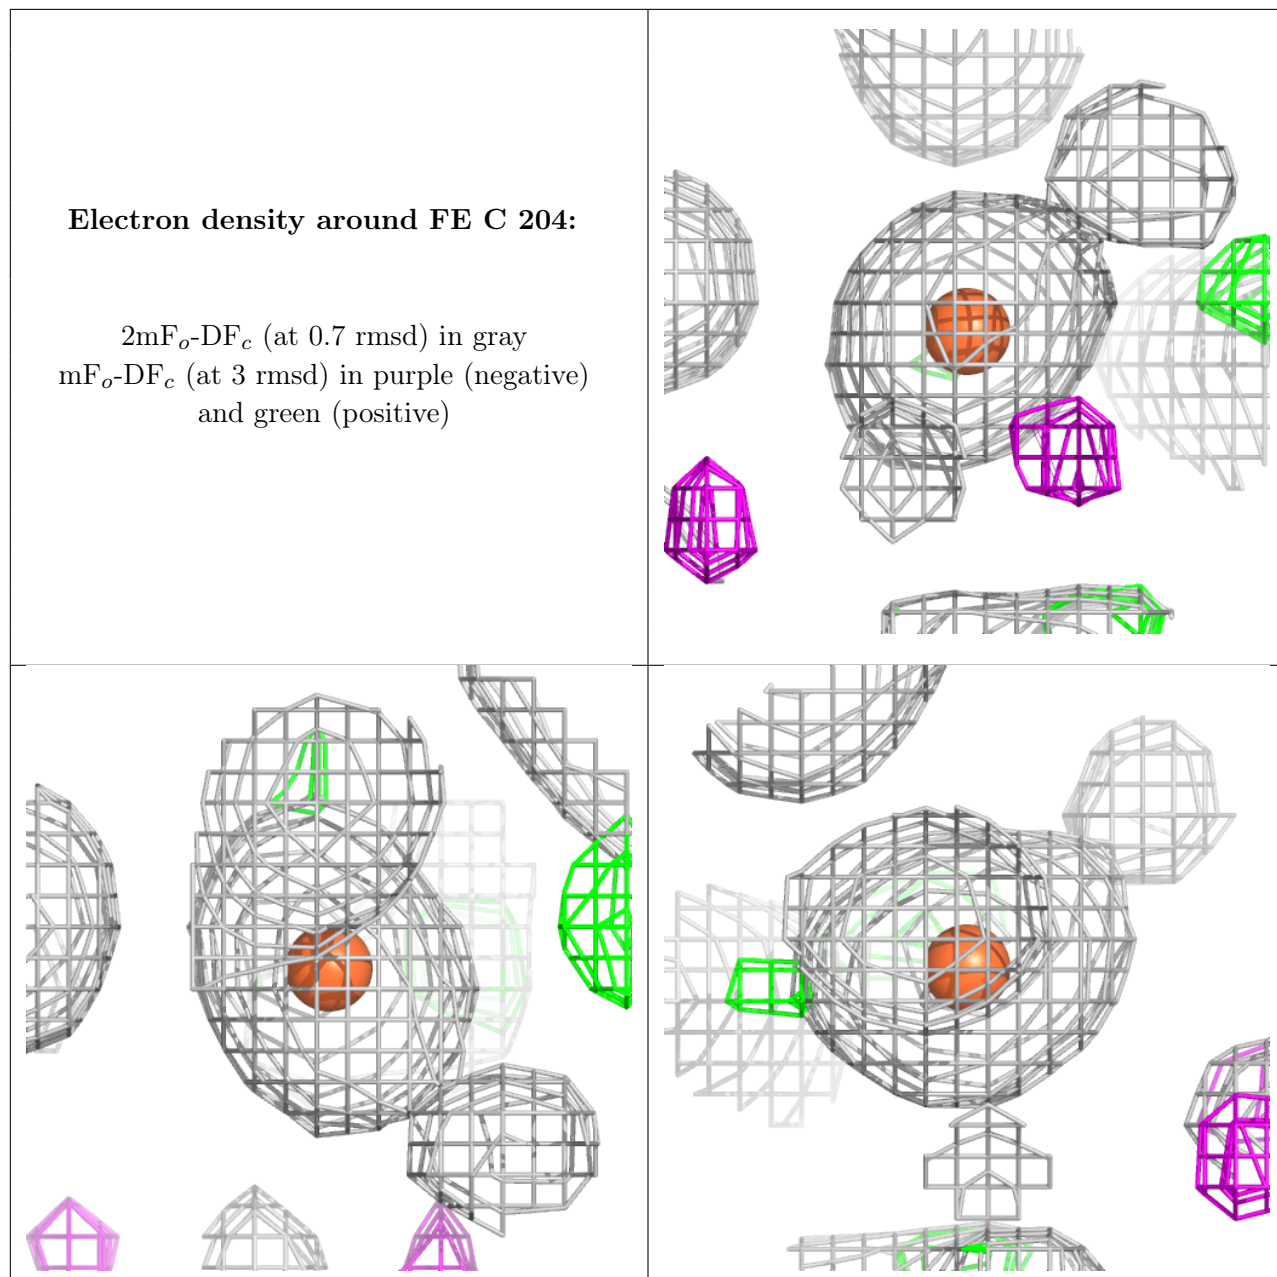 Electron density around FE C 204:
2mFo-DFc (at 0.7 rmsd) in gray
mFo-DFc (at 3 rmsd) in purple (negative)
and green (positive)